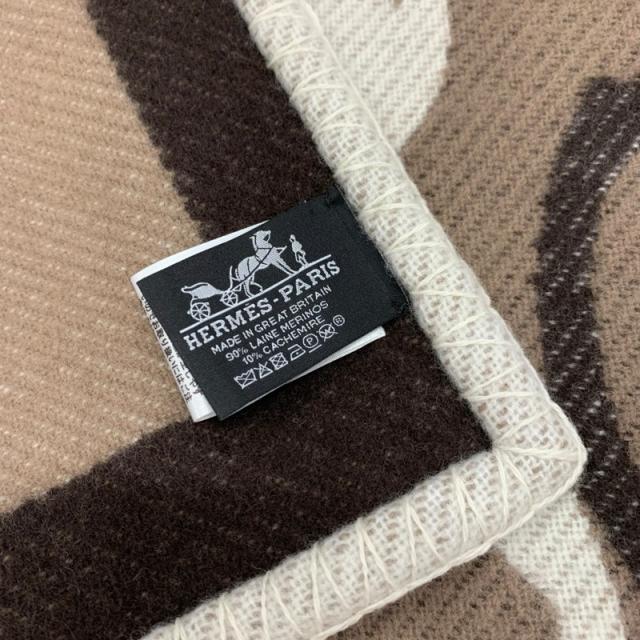 HERMES-PARIS
MADE IN GREAT BRITAIN
90% LAINE MERINOS
10% CACHEMIRE ®